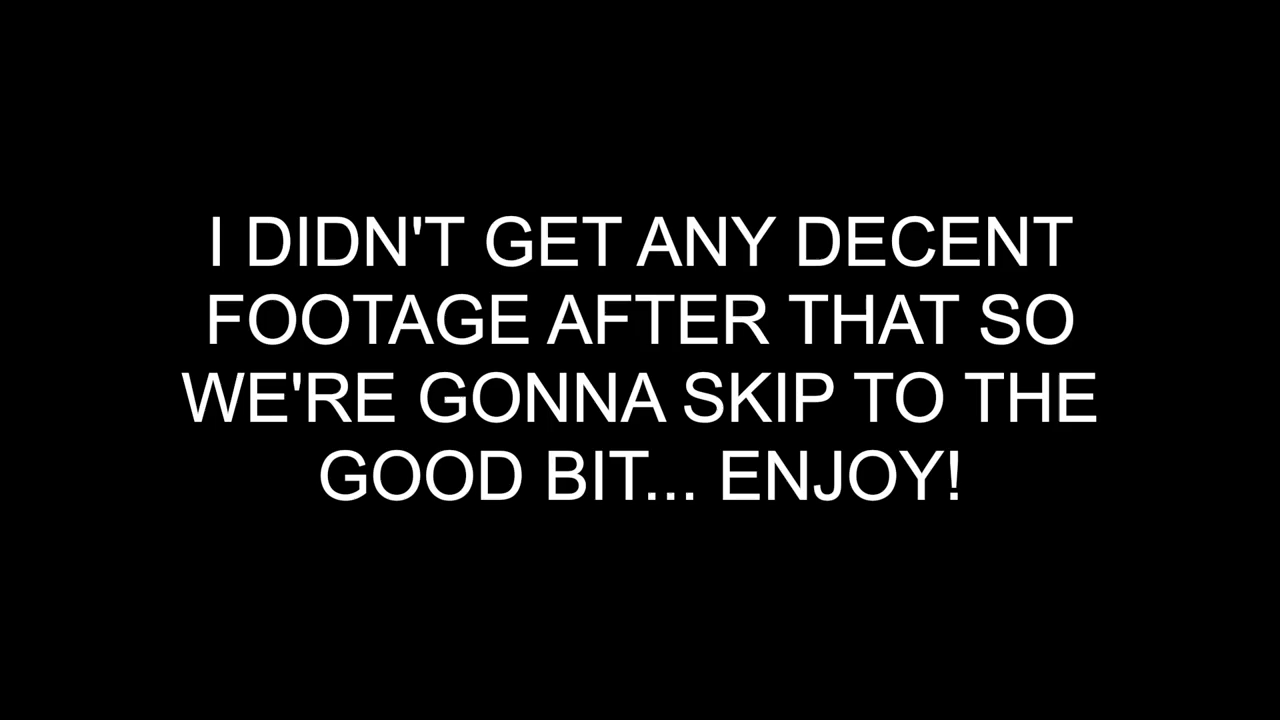 I DIDN'T GET ANY DECENT
FOOTAGE AFTER THAT SO
WE'RE GONNA SKIP TO THE
GOOD BIT... ENJOY!